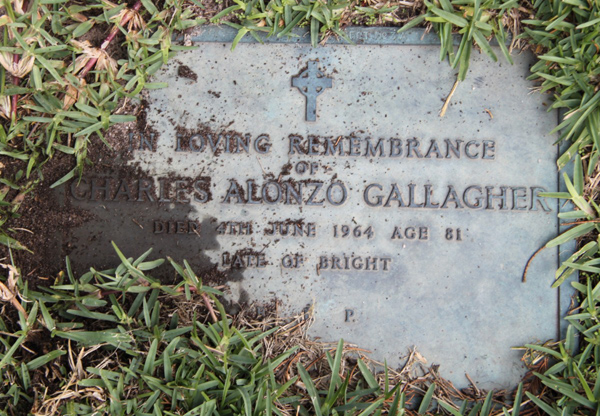 IN LOVING REMEMBRANCE
OF
CHARLES ALONZO GALLAGHER
DIED 4TH JUNE 1964 AGE 81
LATE OF BRIGHT
P.